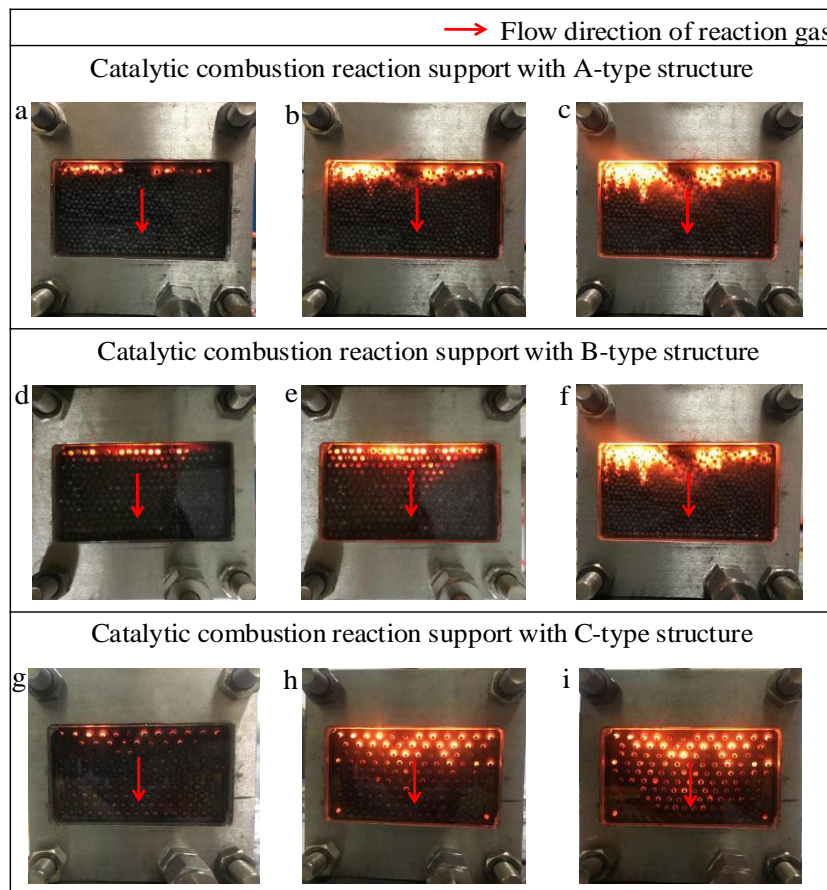 Flow direction of reaction gas
Catalytic combustion reaction support with A-type structure
a b c
Catalytic combustion reaction support with B-type structure
d e f
Catalytic combustion reaction support with C-type structure
g h i